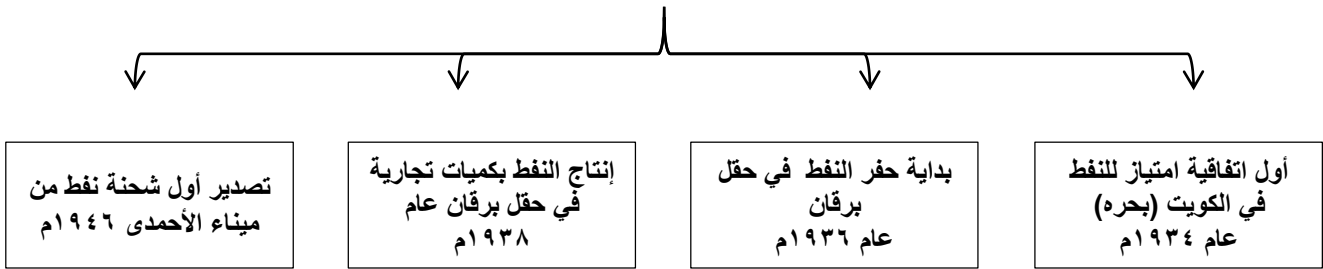 أول اتفاقية امتياز للنفط
في الكويت (بحره)
عام ١٩٣٤م
بداية حفر النفط في حقل
برقان
عام ١٩٣٦م
إنتاج النفط بكميات تجارية
في حقل برقان عام
١٩٣٨م
تصدير أول شحنة نفط من
ميناء الأحمدى ١٩٤٦م